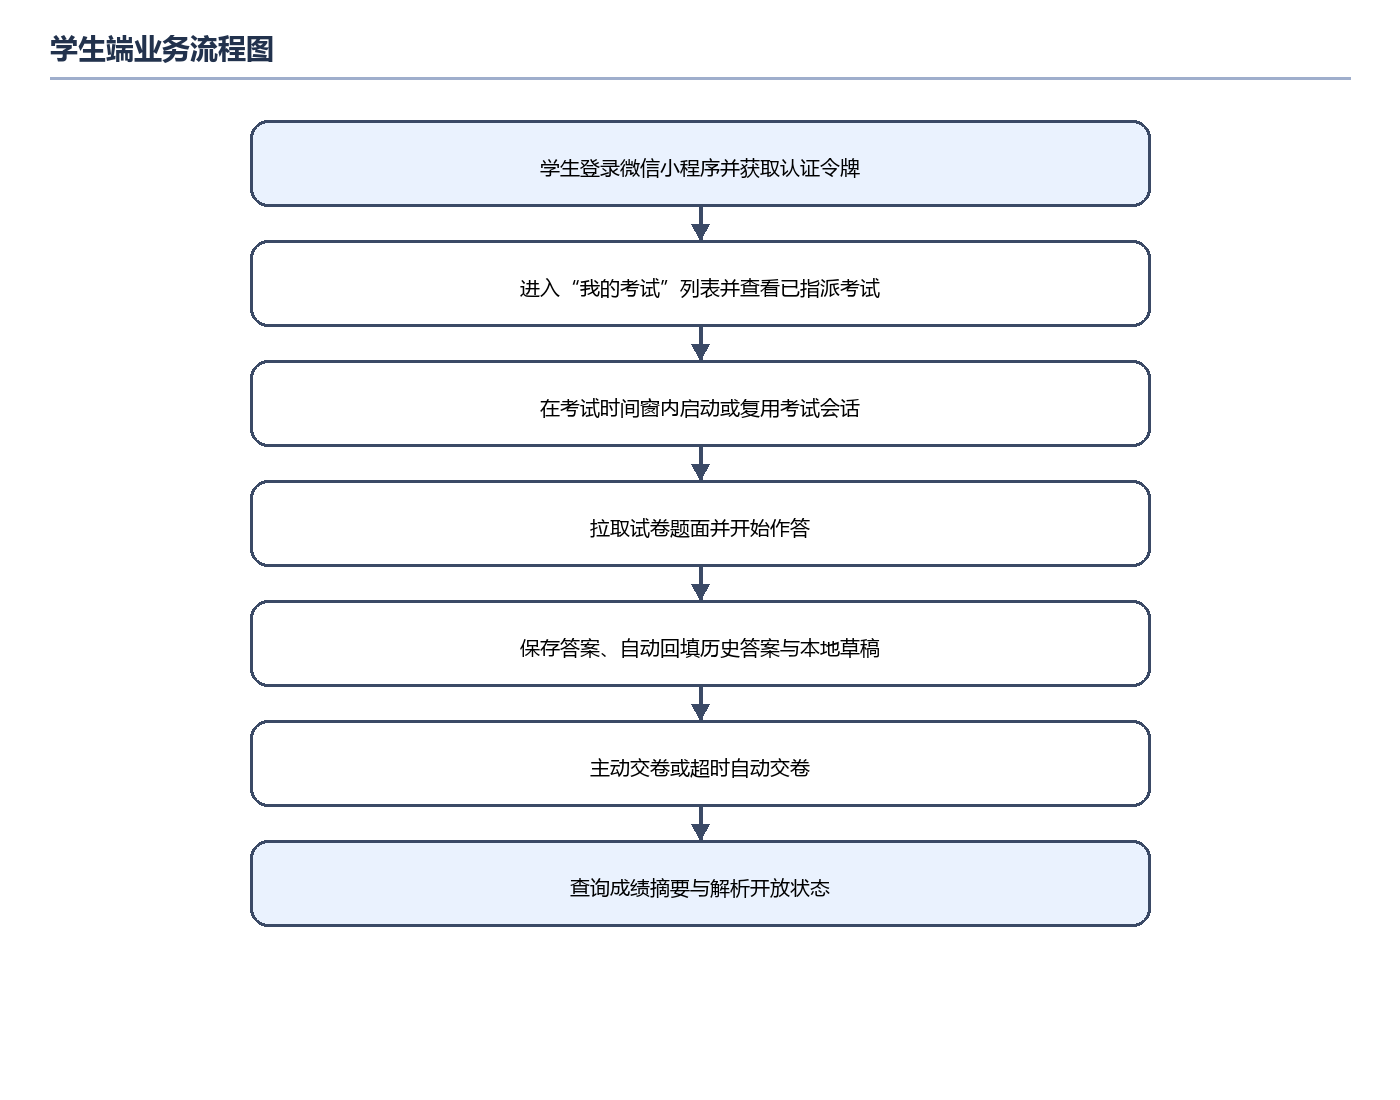 学生端业务流程图
学生登录微信小程序并获取认证令牌
进入“我的考试”列表并查看已指派考试
在考试时间窗内启动或复用考试会话
拉取试卷题面并开始作答
保存答案、自动回填历史答案与本地草稿
主动交卷或超时自动交卷
查询成绩摘要与解析开放状态